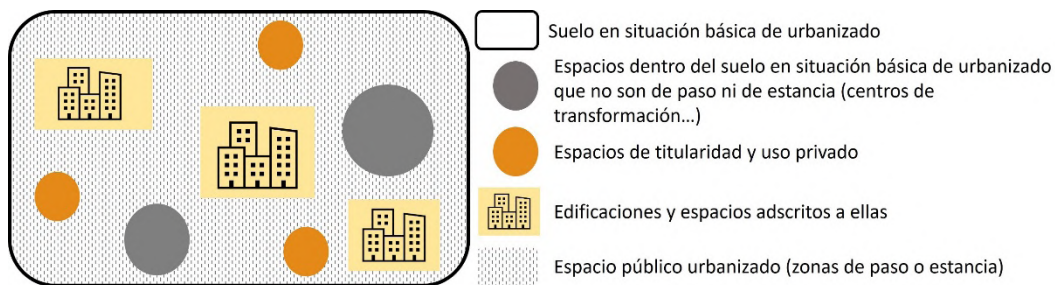 Suelo en situación básica de urbanizado
Espacios dentro del suelo en situación básica de urbanizado
que no son de paso ni de estancia (centros de
transformación...)
Espacios de titularidad y uso privado
Edificaciones y espacios adscritos a ellas
Espacio público urbanizado (zonas de paso o estancia)